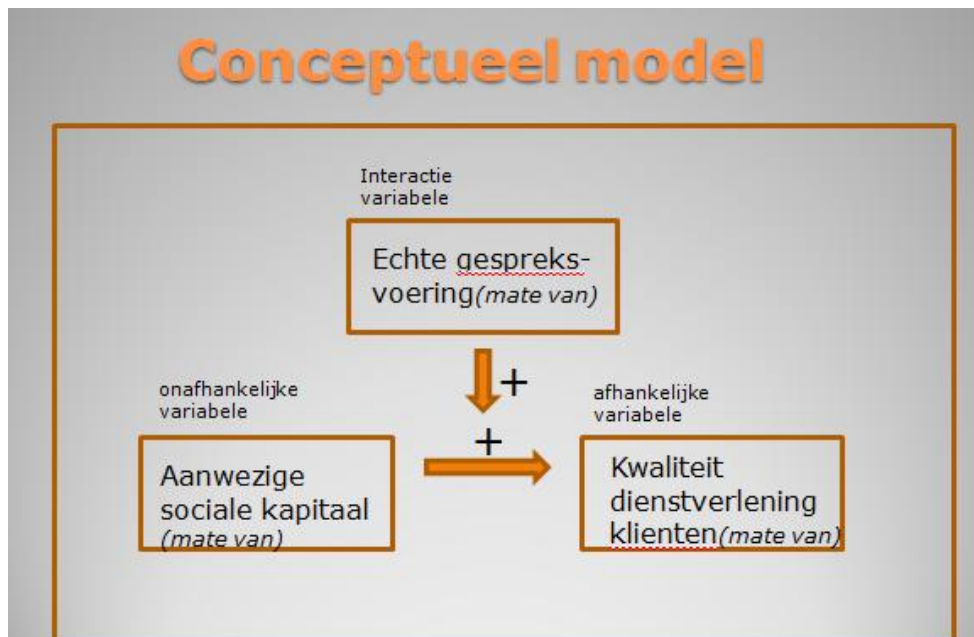 Conceptueel model
Interactie
variabele
Echte gespreks-
voering(mate van)
+
onafhankelijke
variabele
afhankelijke
variabele
+
Aanwezige
sociale kapitaal
(mate van)
Kwaliteit
dienstverlening
klienten(mate van)